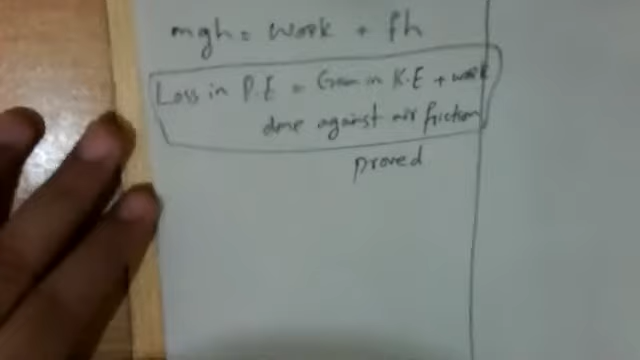 mgh = work + fh
Loss in P.E = Gain in K.E + work
done against air friction
proved